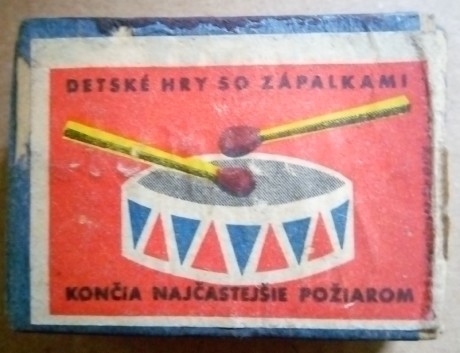 DETSKÉ HRY SO ZÁPALKAMI
KONČIA NAJČASTEJŠIE POŽIAROM